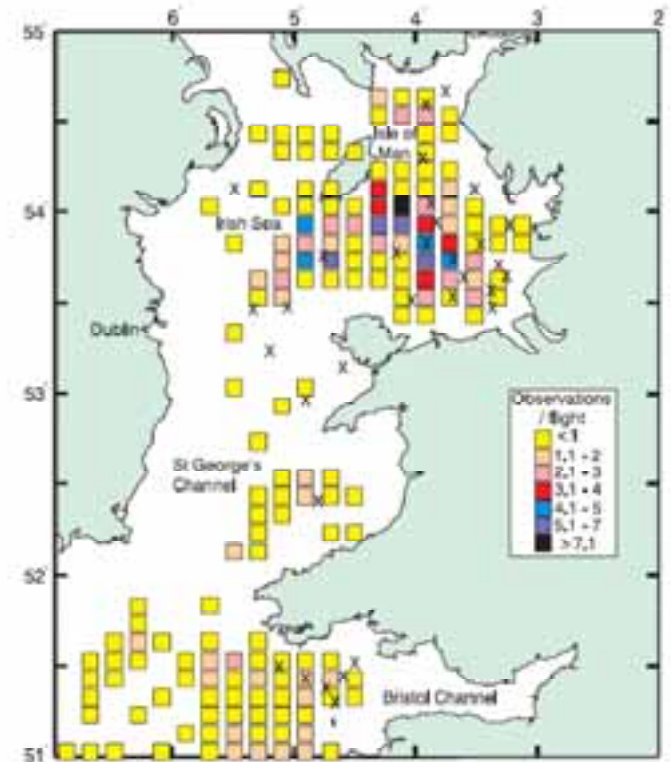 6˚ 5˚ 4˚ 3˚ 2
55˚
Isle of
Man
54˚
Irish Sea
Dublin
53˚
Observations
/ flight
<1
1.1 - 2
2.1 - 3
3.1 - 4
4.1 - 5
5.1 - 7
>7.1
St George's
Channel
52˚
Bristol Channel
51˚